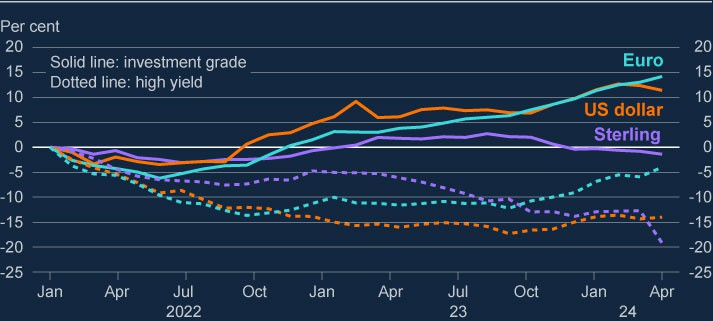 Per cent
20 20
15 Solid line: investment grade Euro 15
Dotted line: high yield
10 10
US dollar
5 5
Sterling
0 0
-5 -5
-10 -10
-15 -15
-20 -20
-25 -25
Jan Apr Jul Oct Jan Apr Jul Oct Jan Apr
2022 23 24